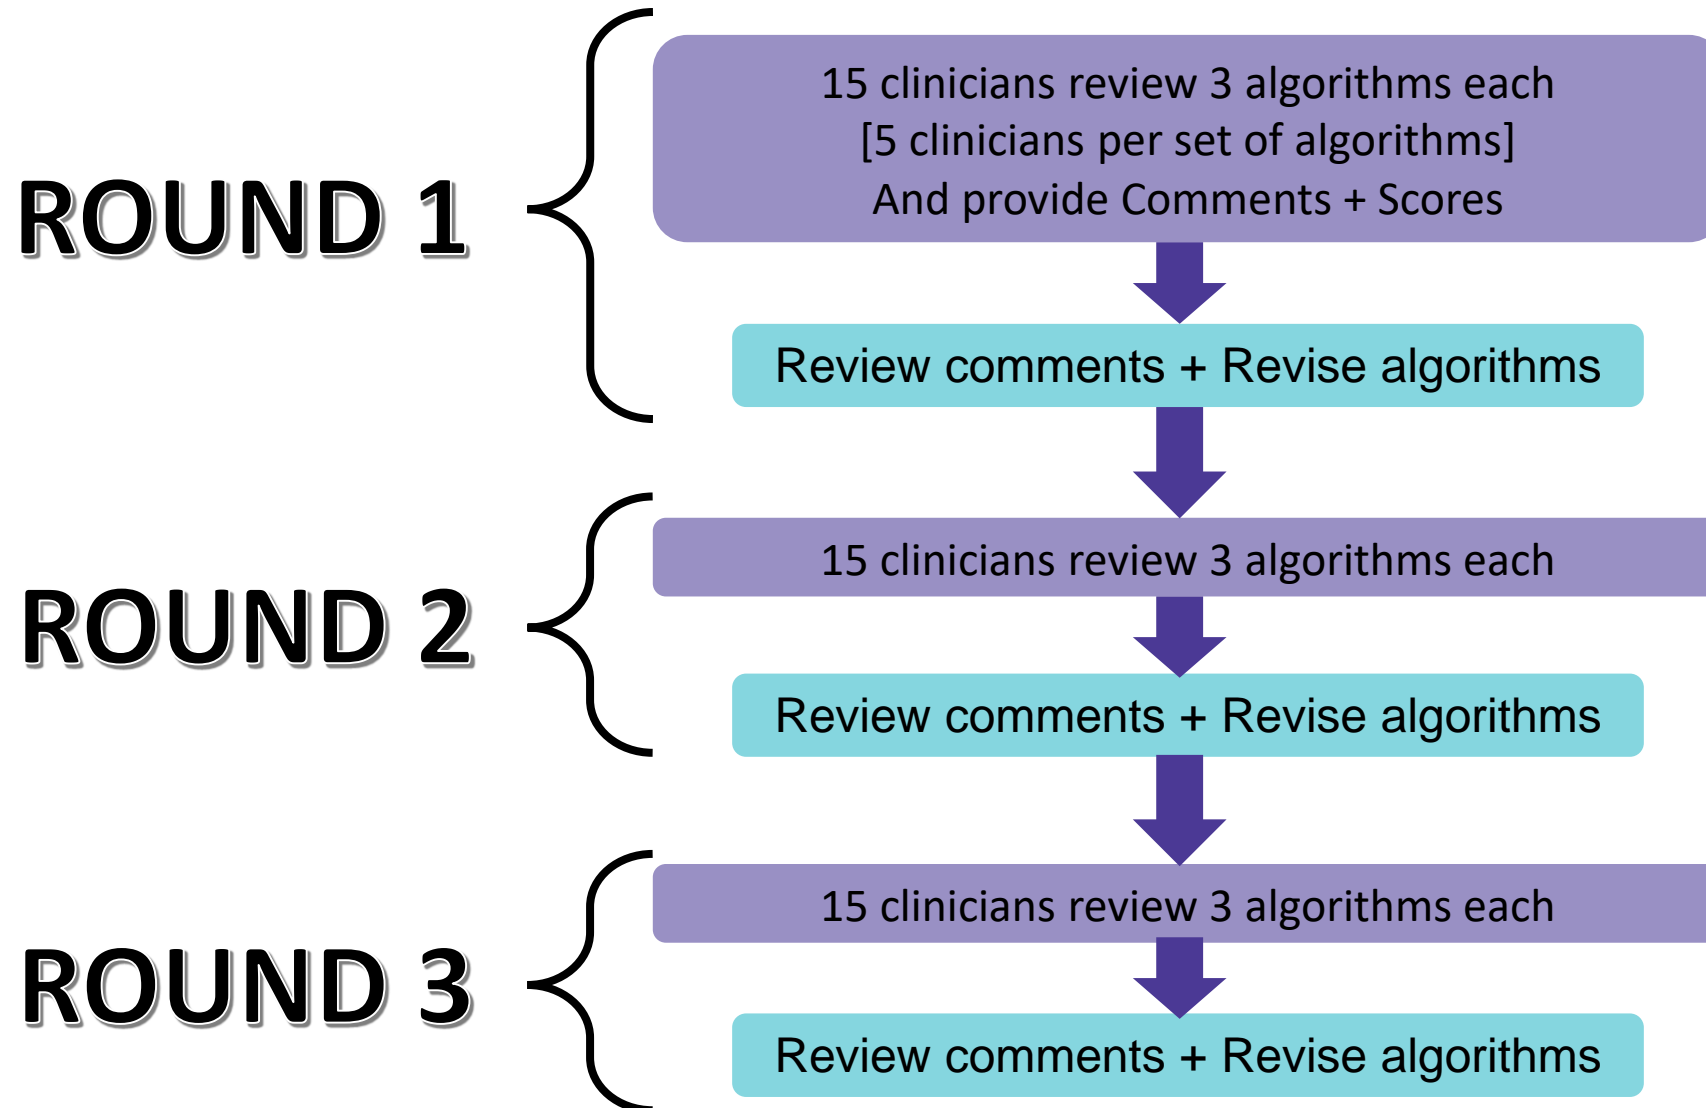 ROUND 1
15 clinicians review 3 algorithms each
[5 clinicians per set of algorithms]
And provide Comments + Scores
Review comments + Revise algorithms
ROUND 2
15 clinicians review 3 algorithms each
Review comments + Revise algorithms
ROUND 3
15 clinicians review 3 algorithms each
Review comments + Revise algorithms